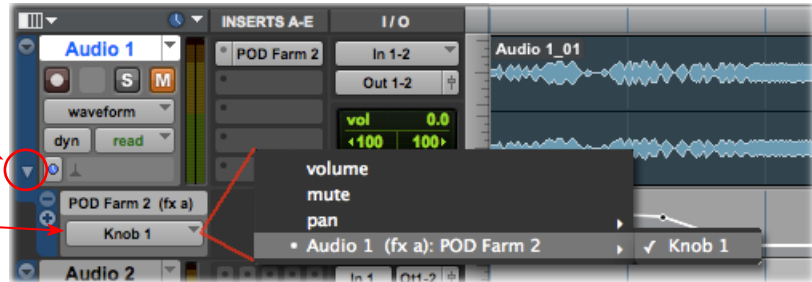 INSERTS A-E
I / O
Audio 1
POD Farm 2
In 1-2
Audio 1_01
S
M
Out 1-2
waveform
vol 0.0
dyn
read
100
100
volume
mute
POD Farm 2 (fx a)
pan
Knob 1
• Audio 1 (fx a): POD Farm 2
✓ Knob 1
Audio 2
In 1